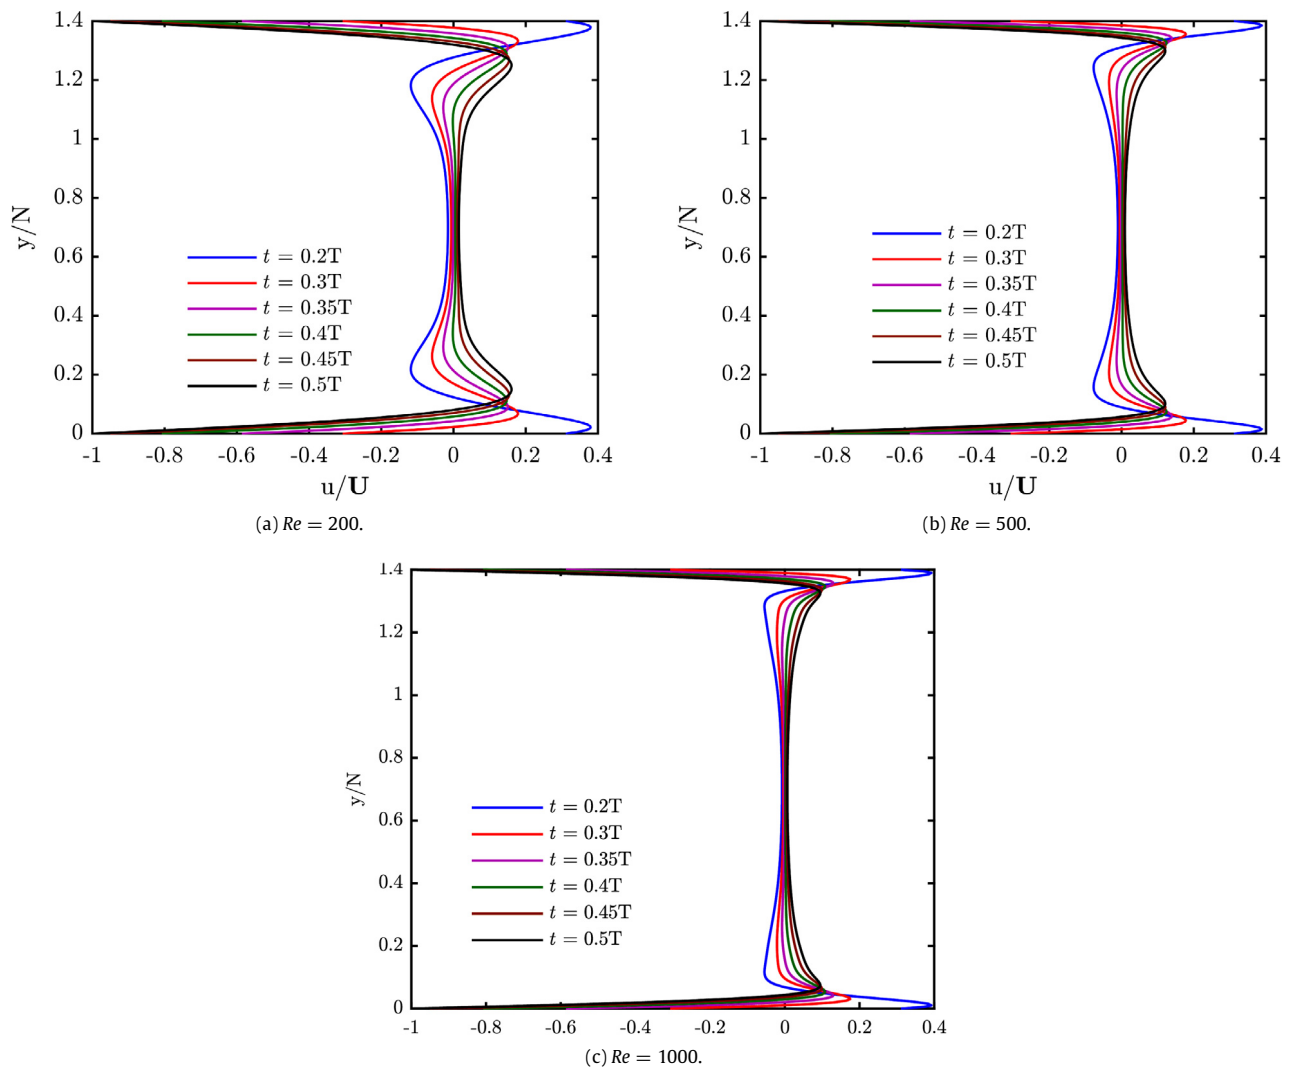 1.4
1.2
1
0.8
0.6
0.4
0.2
0
y/N
t = 0.2T
t = 0.3T
t = 0.35T
t = 0.4T
t = 0.45T
t = 0.5T
-1 -0.8 -0.6 -0.4 -0.2 0 0.2 0.4
u/U
(a) Re = 200.
1.4
1.2
1
0.8
0.6
0.4
0.2
0
y/N
t = 0.2T
t = 0.3T
t = 0.35T
t = 0.4T
t = 0.45T
t = 0.5T
-1 -0.8 -0.6 -0.4 -0.2 0 0.2 0.4
u/U
(b) Re = 500.
1.4
1.2
1
0.8
0.6
0.4
0.2
0
y/N
t = 0.2T
t = 0.3T
t = 0.35T
t = 0.4T
t = 0.45T
t = 0.5T
-1 -0.8 -0.6 -0.4 -0.2 0 0.2 0.4
(c) Re = 1000.